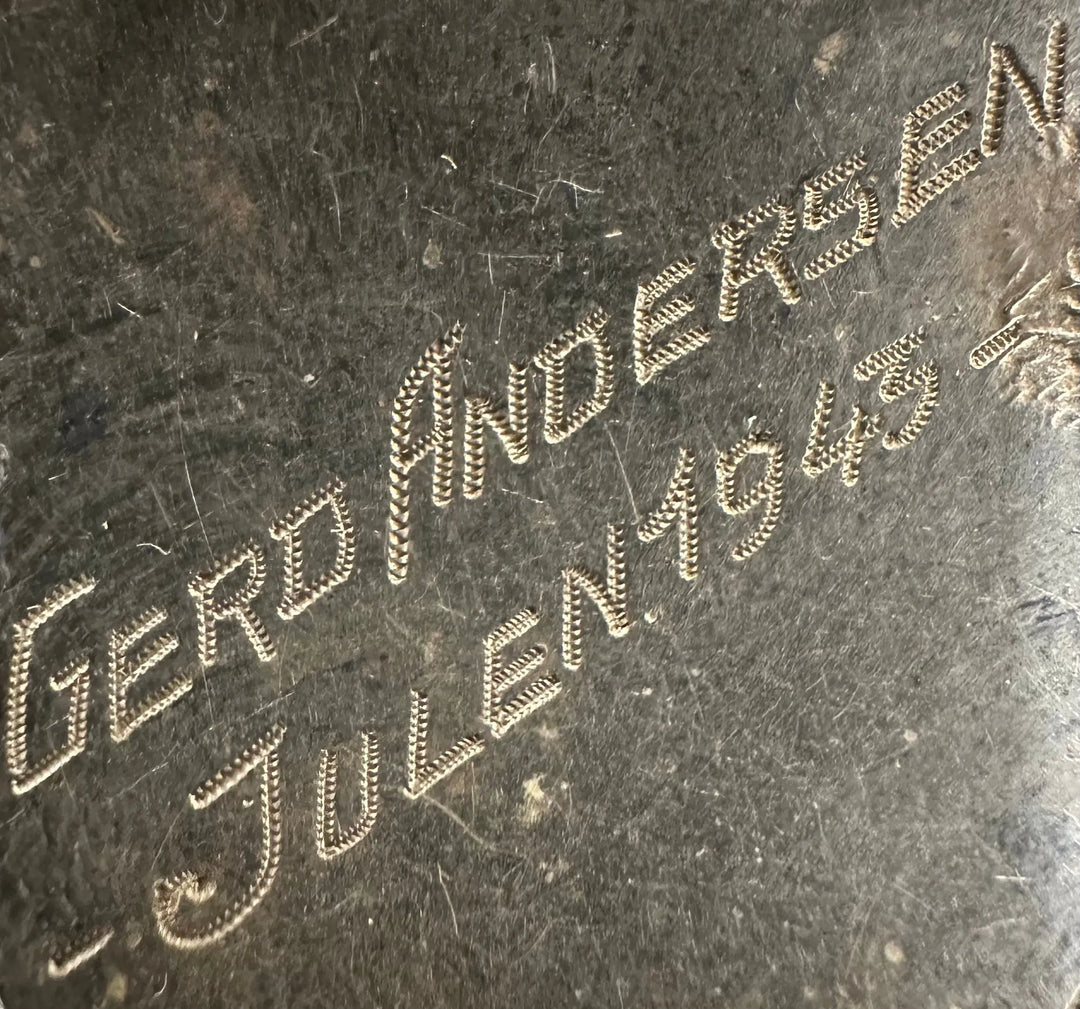 GERD ANDERSEN
- JULEN 1943 -